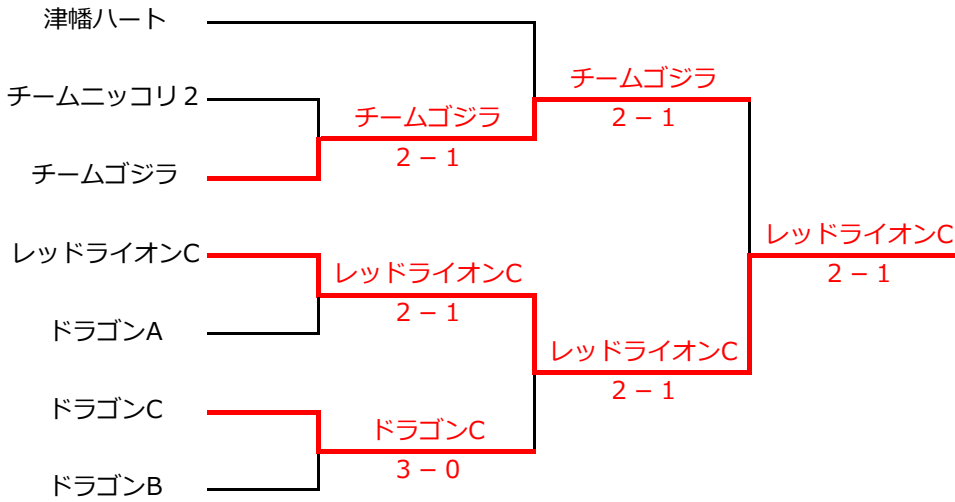 津幡ハート
チームニッコリ２
チームゴジラ
レッドライオンC
ドラゴンA
ドラゴンC
ドラゴンB
チームゴジラ
2 − 1
レッドライオンC
2 − 1
ドラゴンC
3 − 0
チームゴジラ
2 − 1
レッドライオンC
2 − 1
レッドライオンC
2 − 1